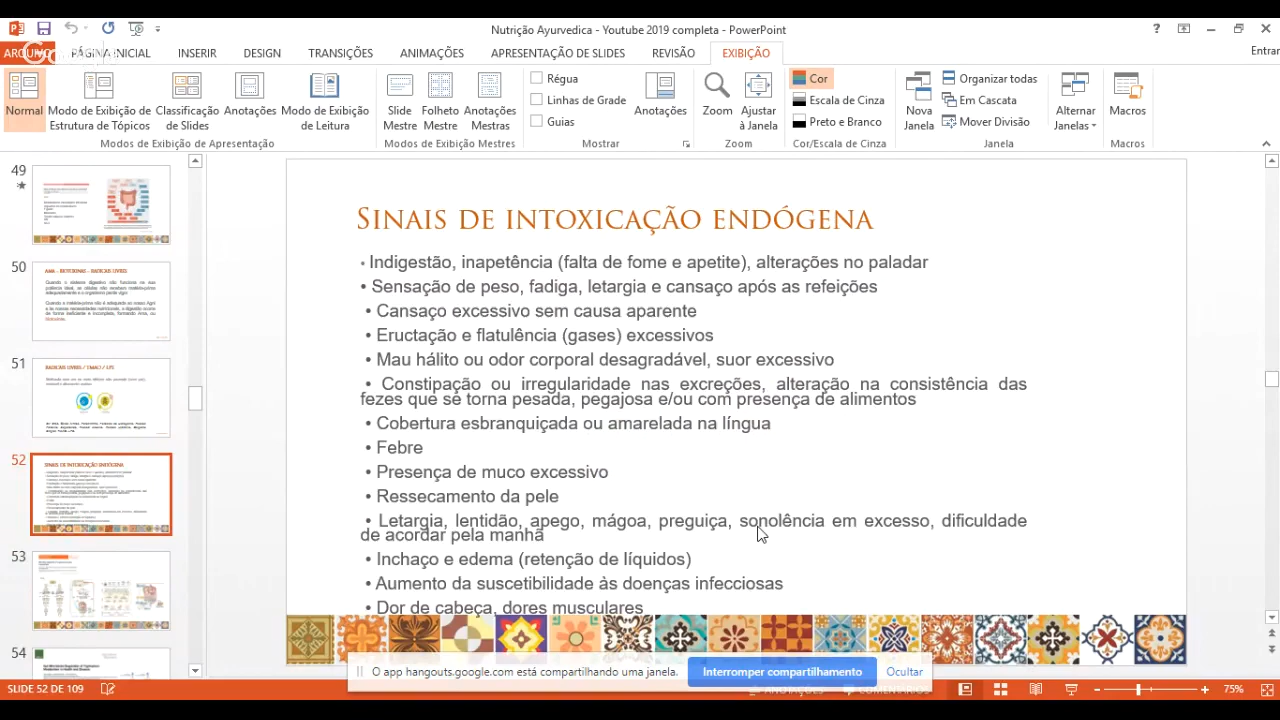 Nutrição Ayurvedica - Youtube 2019 completa - PowerPoint
ARQUIVO PÁGINA INICIAL INSERIR DESIGN TRANSIÇÕES ANIMAÇÕES APRESENTAÇÃO DE SLIDES REVISÃO EXIBIÇÃO Entrar
Normal Modo de Exibição de Estrutura de Tópicos Classificação de Slides Anotações Modo de Exibição de Leitura
Modos de Exibição de Apresentação
Slide Mestre Folheto Mestre Anotações Mestras
Modos de Exibição Mestres
Régua
Linhas de Grade
Guias
Anotações
Mostrar
Zoom Ajustar à Janela
Zoom
Cor
Escala de Cinza
Preto e Branco
Cor/Escala de Cinza
Nova Janela
Organizar todas
Em Cascata
Mover Divisão
Alternar Janelas
Janela
Macros
Macros
49
50
51
52
SINAIS DE INTOXICAÇÃO ENDÓGENA
53
54
SINAIS DE INTOXICAÇÃO ENDÓGENA
• Indigestão, inapetência (falta de fome e apetite), alterações no paladar
• Sensação de peso, fadiga, letargia e cansaço após as refeições
• Cansaço excessivo sem causa aparente
• Eructação e flatulência (gases) excessivos
• Mau hálito ou odor corporal desagradável, suor excessivo
• Constipação ou irregularidade nas excreções, alteração na consistência das
fezes que se torna pesada, pegajosa e/ou com presença de alimentos
• Cobertura esbranquiçada ou amarelada na língua
• Febre
• Presença de muco excessivo
• Ressecamento da pele
• Letargia, lentidão, apego, mágoa, preguiça, sonolência em excesso, dificuldade
de acordar pela manhã
• Inchaço e edema (retenção de líquidos)
• Aumento da suscetibilidade às doenças infecciosas
• Dor de cabeça, dores musculares
O app hangouts.google.com está compartilhando uma janela. Interromper compartilhamento Ocultar
SLIDE 52 DE 109 ANOTAÇÕES COMENTÁRIOS 75%